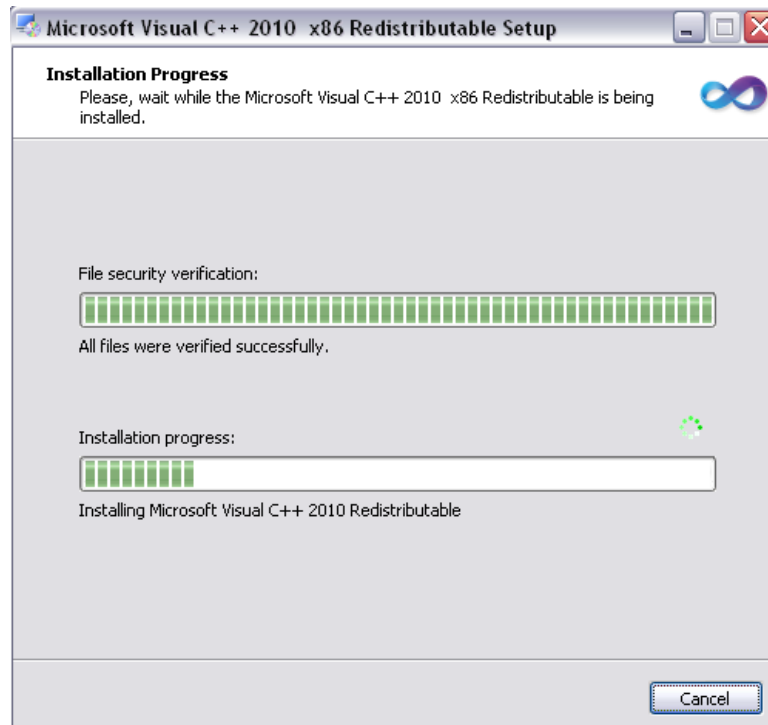 Microsoft Visual C++ 2010  x86 Redistributable Setup
Installation Progress
Please, wait while the Microsoft Visual C++ 2010  x86 Redistributable is being
installed.
File security verification:
All files were verified successfully.
Installation progress:
Installing Microsoft Visual C++ 2010 Redistributable
Cancel